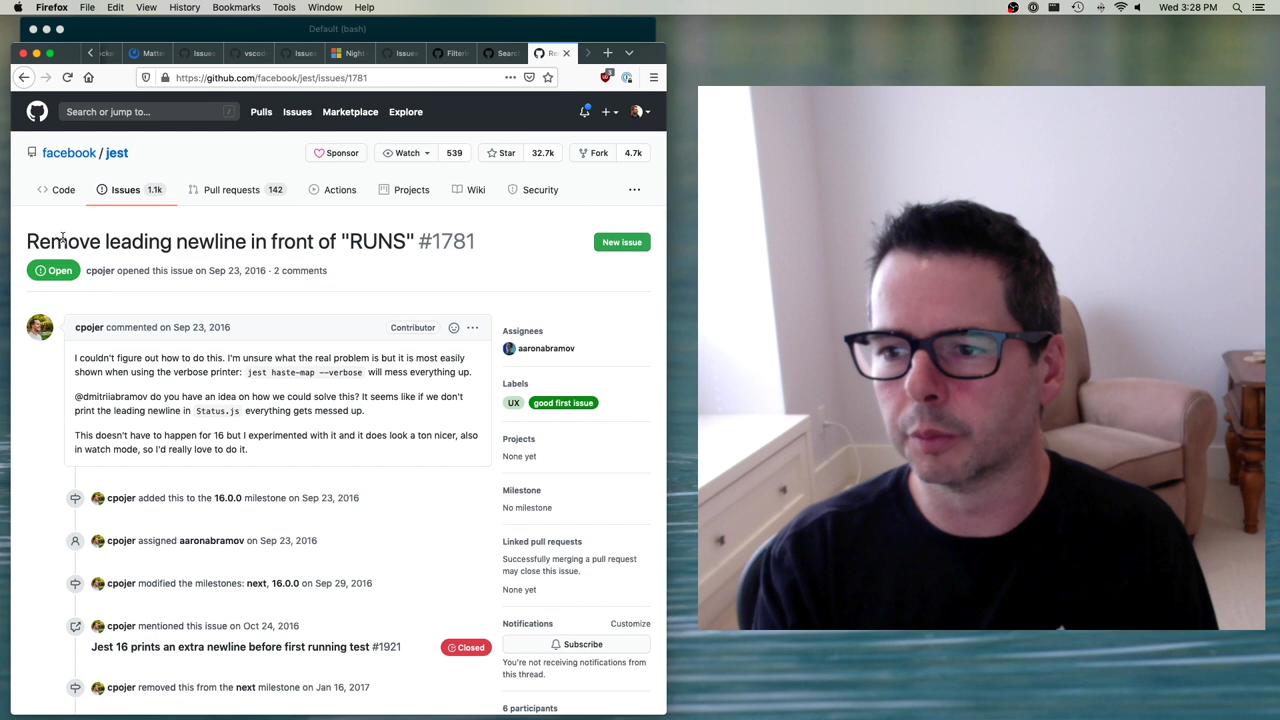 Firefox File Edit View History Bookmarks Tools Window Help Wed 3:28 PM
Default (bash)
Matte Issues vscod Issues Night Issues Filterin Searc Re
https://github.com/facebook/jest/issues/1781
Search or jump to... / Pulls Issues Marketplace Explore
facebook / jest Sponsor Watch 539 Star 32.7k Fork 4.7k
Code Issues 1.1k Pull requests 142 Actions Projects Wiki Security
Remove leading newline in front of "RUNS" #1781 New issue
Open cpojer opened this issue on Sep 23, 2016 · 2 comments
cpojer commented on Sep 23, 2016 Contributor
I couldn't figure out how to do this. I'm unsure what the real problem is but it is most easily
shown when using the verbose printer: jest haste-map --verbose will mess everything up.
@dmitriiabramov do you have an idea on how we could solve this? It seems like if we don't
print the leading newline in Status.js everything gets messed up.
This doesn't have to happen for 16 but I experimented with it and it does look a ton nicer, also
in watch mode, so I'd really love to do it.
cpojer added this to the 16.0.0 milestone on Sep 23, 2016
cpojer assigned aaronabramov on Sep 23, 2016
cpojer modified the milestones: next, 16.0.0 on Sep 29, 2016
cpojer mentioned this issue on Oct 24, 2016
Jest 16 prints an extra newline before first running test #1921 Closed
cpojer removed this from the next milestone on Jan 16, 2017
Assignees
aaronabramov
Labels
UX good first issue
Projects
None yet
Milestone
No milestone
Linked pull requests
Successfully merging a pull request
may close this issue.
None yet
Notifications Customize
Subscribe
You're not receiving notifications from
this thread.
6 participants